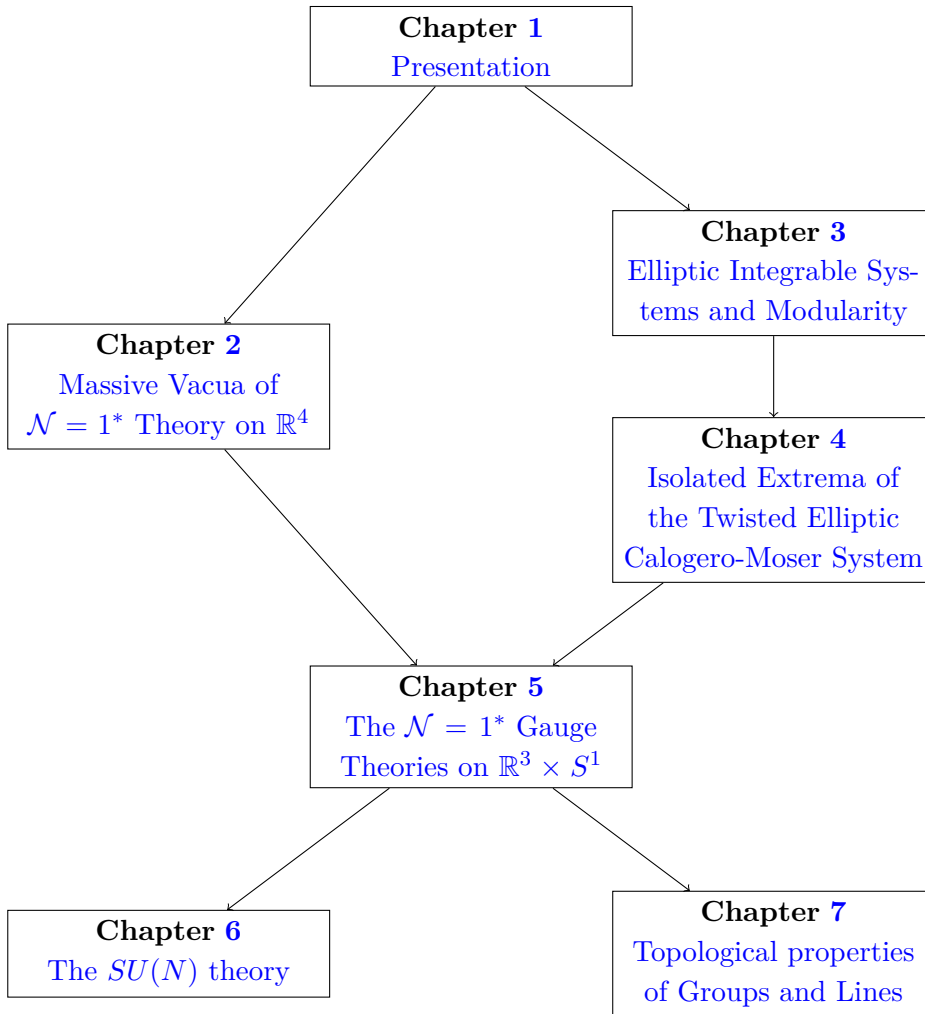 Chapter 1
Presentation
Chapter 3
Elliptic Integrable Sys-
tems and Modularity
Chapter 2
Massive Vacua of
𝒩 = 1* Theory on ℝ⁴
Chapter 4
Isolated Extrema of
the Twisted Elliptic
Calogero-Moser System
Chapter 5
The 𝒩 = 1* Gauge
Theories on ℝ³ × S¹
Chapter 6
The SU(N) theory
Chapter 7
Topological properties
of Groups and Lines